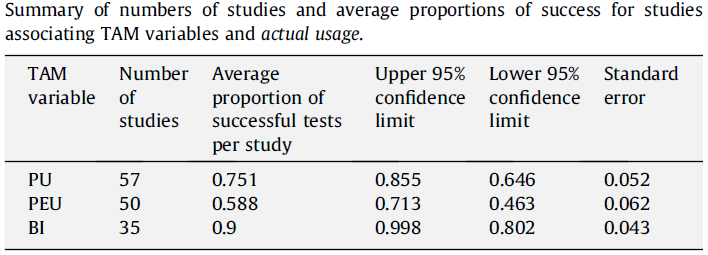 Summary of numbers of studies and average proportions of success for studies
associating TAM variables and actual usage.
TAM variable Number of studies Average proportion of successful tests per study Upper 95% confidence limit Lower 95% confidence limit Standard error
PU 57 0.751 0.855 0.646 0.052
PEU 50 0.588 0.713 0.463 0.062
BI 35 0.9 0.998 0.802 0.043